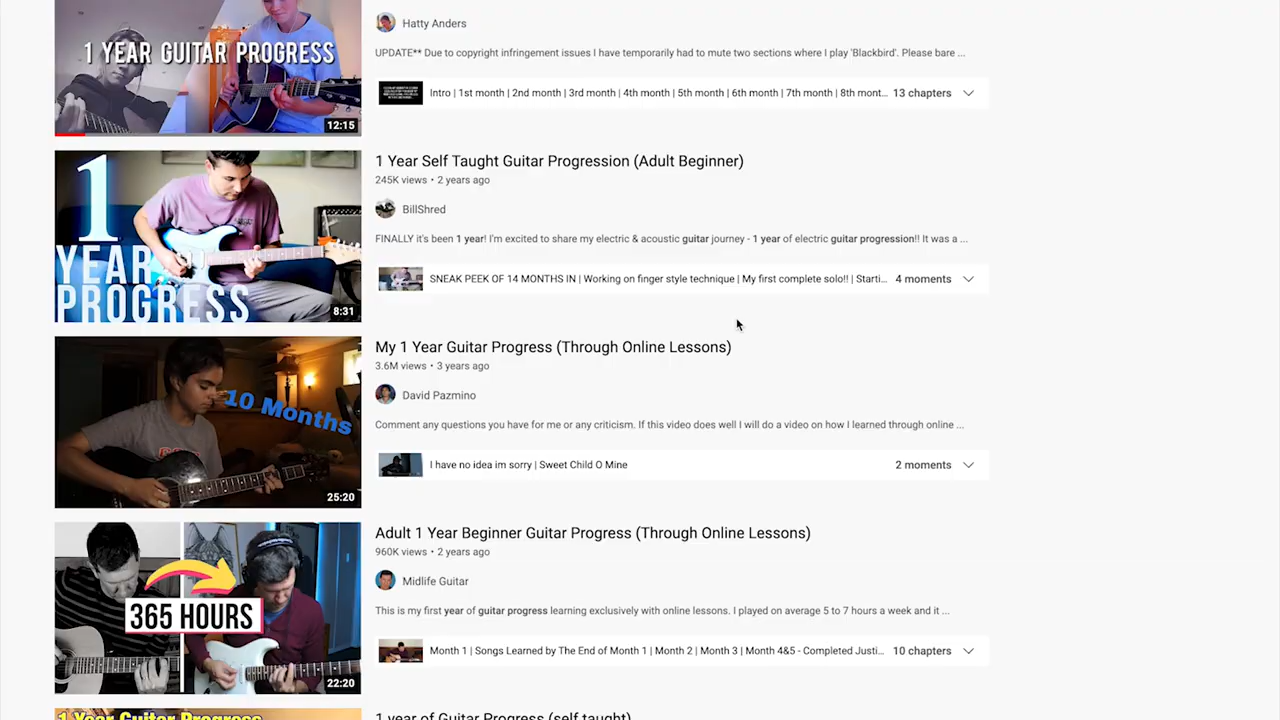 1 YEAR GUITAR PROGRESS
12:15
Hatty Anders
UPDATE** Due to copyright infringement issues I have temporarily had to mute two sections where I play 'Blackbird'. Please bare ...
Intro | 1st month | 2nd month | 3rd month | 4th month | 5th month | 6th month | 7th month | 8th mont... 13 chapters
1
YEAR
PROGRESS
8:31
1 Year Self Taught Guitar Progression (Adult Beginner)
245K views • 2 years ago
BillShred
FINALLY it's been 1 year! I'm excited to share my electric & acoustic guitar journey - 1 year of electric guitar progression!! It was a ...
SNEAK PEEK OF 14 MONTHS IN | Working on finger style technique | My first complete solo!! | Starti... 4 moments
10 Months
25:20
My 1 Year Guitar Progress (Through Online Lessons)
3.6M views • 3 years ago
David Pazmino
Comment any questions you have for me or any criticism. If this video does well I will do a video on how I learned through online ...
I have no idea im sorry | Sweet Child O Mine 2 moments
365 HOURS
22:20
Adult 1 Year Beginner Guitar Progress (Through Online Lessons)
960K views • 2 years ago
Midlife Guitar
This is my first year of guitar progress learning exclusively with online lessons. I played on average 5 to 7 hours a week and it ...
Month 1 | Songs Learned by The End of Month 1 | Month 2 | Month 3 | Month 4&5 - Completed Justi... 10 chapters
1 Year Guitar Progress
1 year of Guitar Progress (self taught)